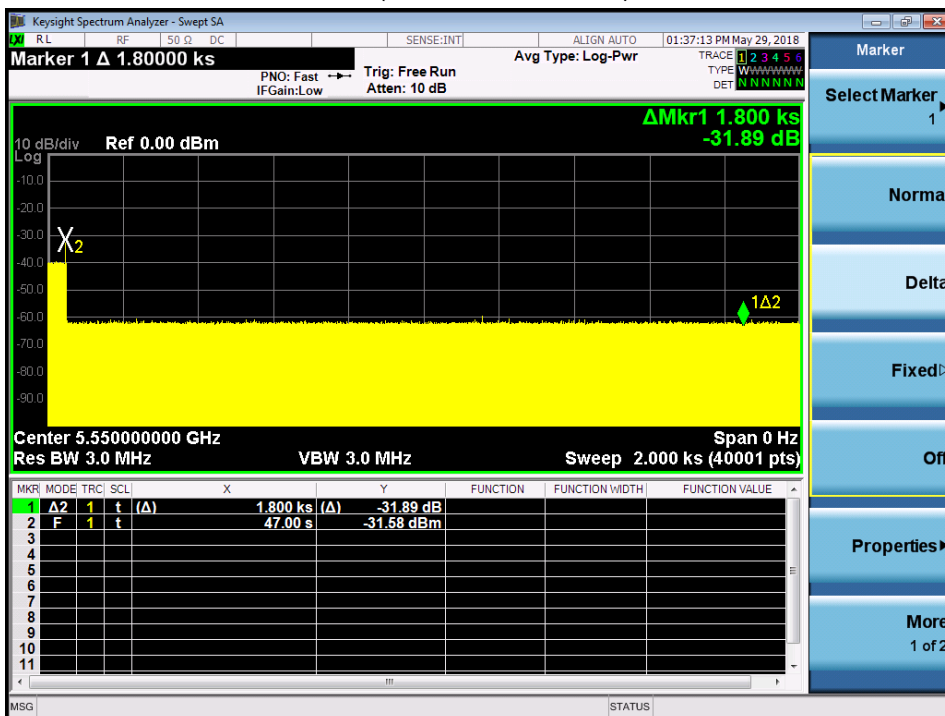 Keysight Spectrum Analyzer - Swept SA
LXI RL RF 50 Ω DC SENSE:INT ALIGN AUTO 01:37:13 PM May 29, 2018
Marker 1 Δ 1.80000 ks
PNO: Fast
IFGain:Low
Trig: Free Run
Atten: 10 dB
Avg Type: Log-Pwr
TRACE 1 2 3 4 5 6
TYPE WWWWWW
DET N N N N N N
ΔMkr1 1.800 ks
-31.89 dB
10 dB/div Ref 0.00 dBm
Log
-10.0
-20.0
-30.0
-40.0
-50.0
-60.0
-70.0
-80.0
-90.0
X2
1Δ2
Center 5.550000000 GHz Span 0 Hz
Res BW 3.0 MHz VBW 3.0 MHz Sweep 2.000 ks (40001 pts)
MKR MODE TRC SCL X Y FUNCTION FUNCTION WIDTH FUNCTION VALUE
1 Δ2 1 t (Δ) 1.800 ks (Δ) -31.89 dB
2 F 1 t 47.00 s -31.58 dBm
3
4
5
6
7
8
9
10
11
MSG STATUS
Marker
Select Marker
1
Norma
Delta
Fixed
Off
Properties
More
1 of 2